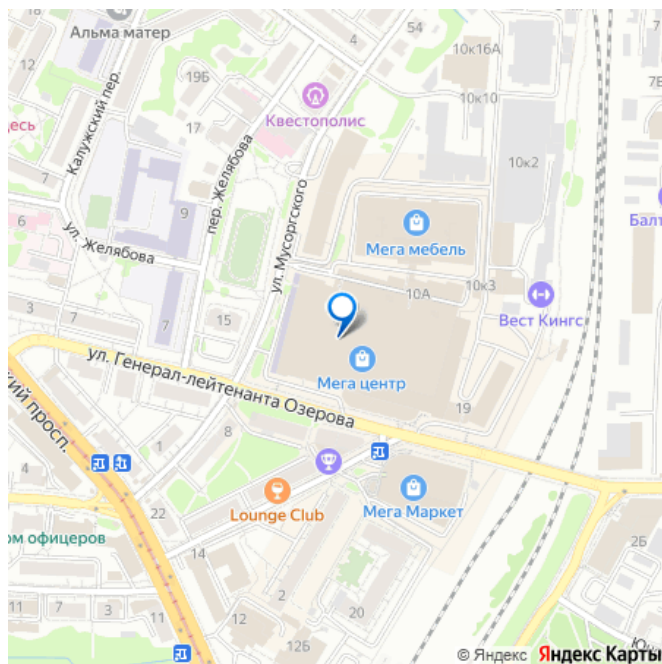 Альма матер
54
10к16А
12
19Б
7Б
Квестополис
10к10
десь
Калужский пер.
17
пер. Желябова
10к2
7
9
ул. Мусоргского
6
Балт
Мега мебель
ул. Желябова
10А
10к3
Вест Кингс
3
7
7
15
ул. Генерал-лейтенанта Озерова
Мега центр
кий просп.
19
1
8
4
Lounge Club
Мега Маркет
22
ом офицеров
14
2Б
20
2
11
7
3
11
12Б
11
Ю
© Яндекс Яндекс Карты